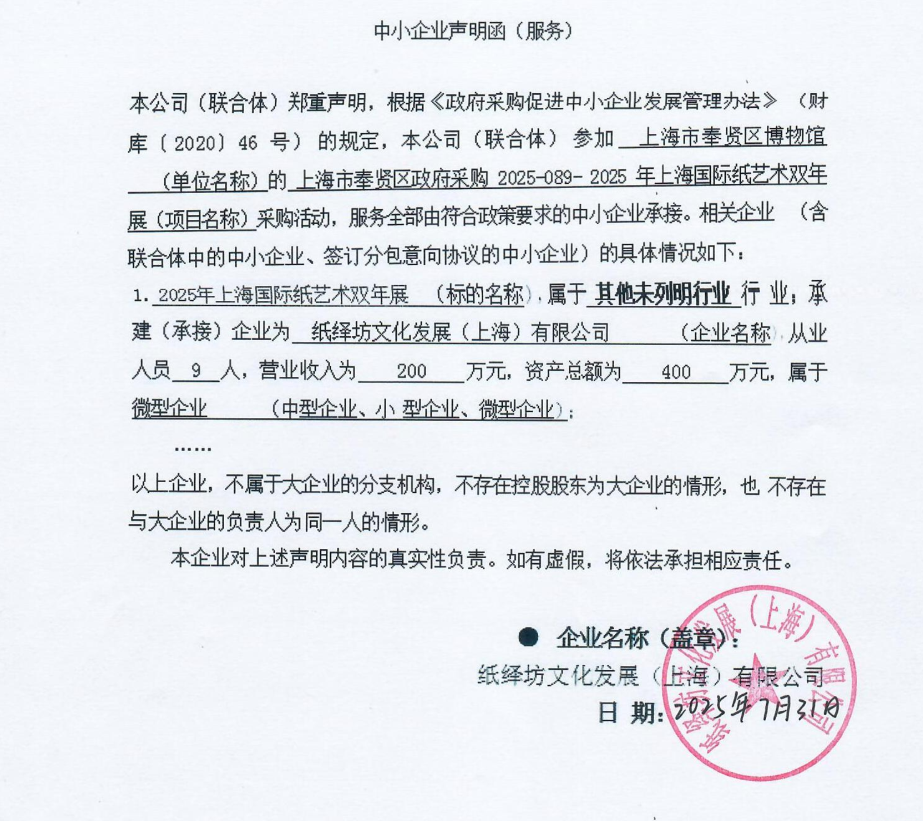 中小企业声明函（服务）
本公司（联合体）郑重声明，根据《政府采购促进中小企业发展管理办法》（财
库〔2020〕46 号）的规定，本公司（联合体）参加 上海市奉贤区博物馆
（单位名称）的 上海市奉贤区政府采购 2025-089- 2025 年上海国际纸艺术双年
展（项目名称）采购活动，服务全部由符合政策要求的中小企业承接。相关企业 （含
联合体中的中小企业、签订分包意向协议的中小企业）的具体情况如下：
1. 2025年上海国际纸艺术双年展 （标的名称），属于 其他未列明行业 行 业；承
建（承接）企业为 纸绎坊文化发展（上海）有限公司 （企业名称），从业
人员 9 人，营业收入为 200 万元，资产总额为 400 万元，属于
微型企业 （中型企业、小 型企业、微型企业）；
……
以上企业，不属于大企业的分支机构，不存在控股股东为大企业的情形，也 不存在
与大企业的负责人为同一人的情形。
本企业对上述声明内容的真实性负责。如有虚假，将依法承担相应责任。
● 企业名称（盖章）：
纸绎坊文化发展（上海）有限公司
日 期：2025年7月31日
纸绎坊文化发展（上海）有限公司